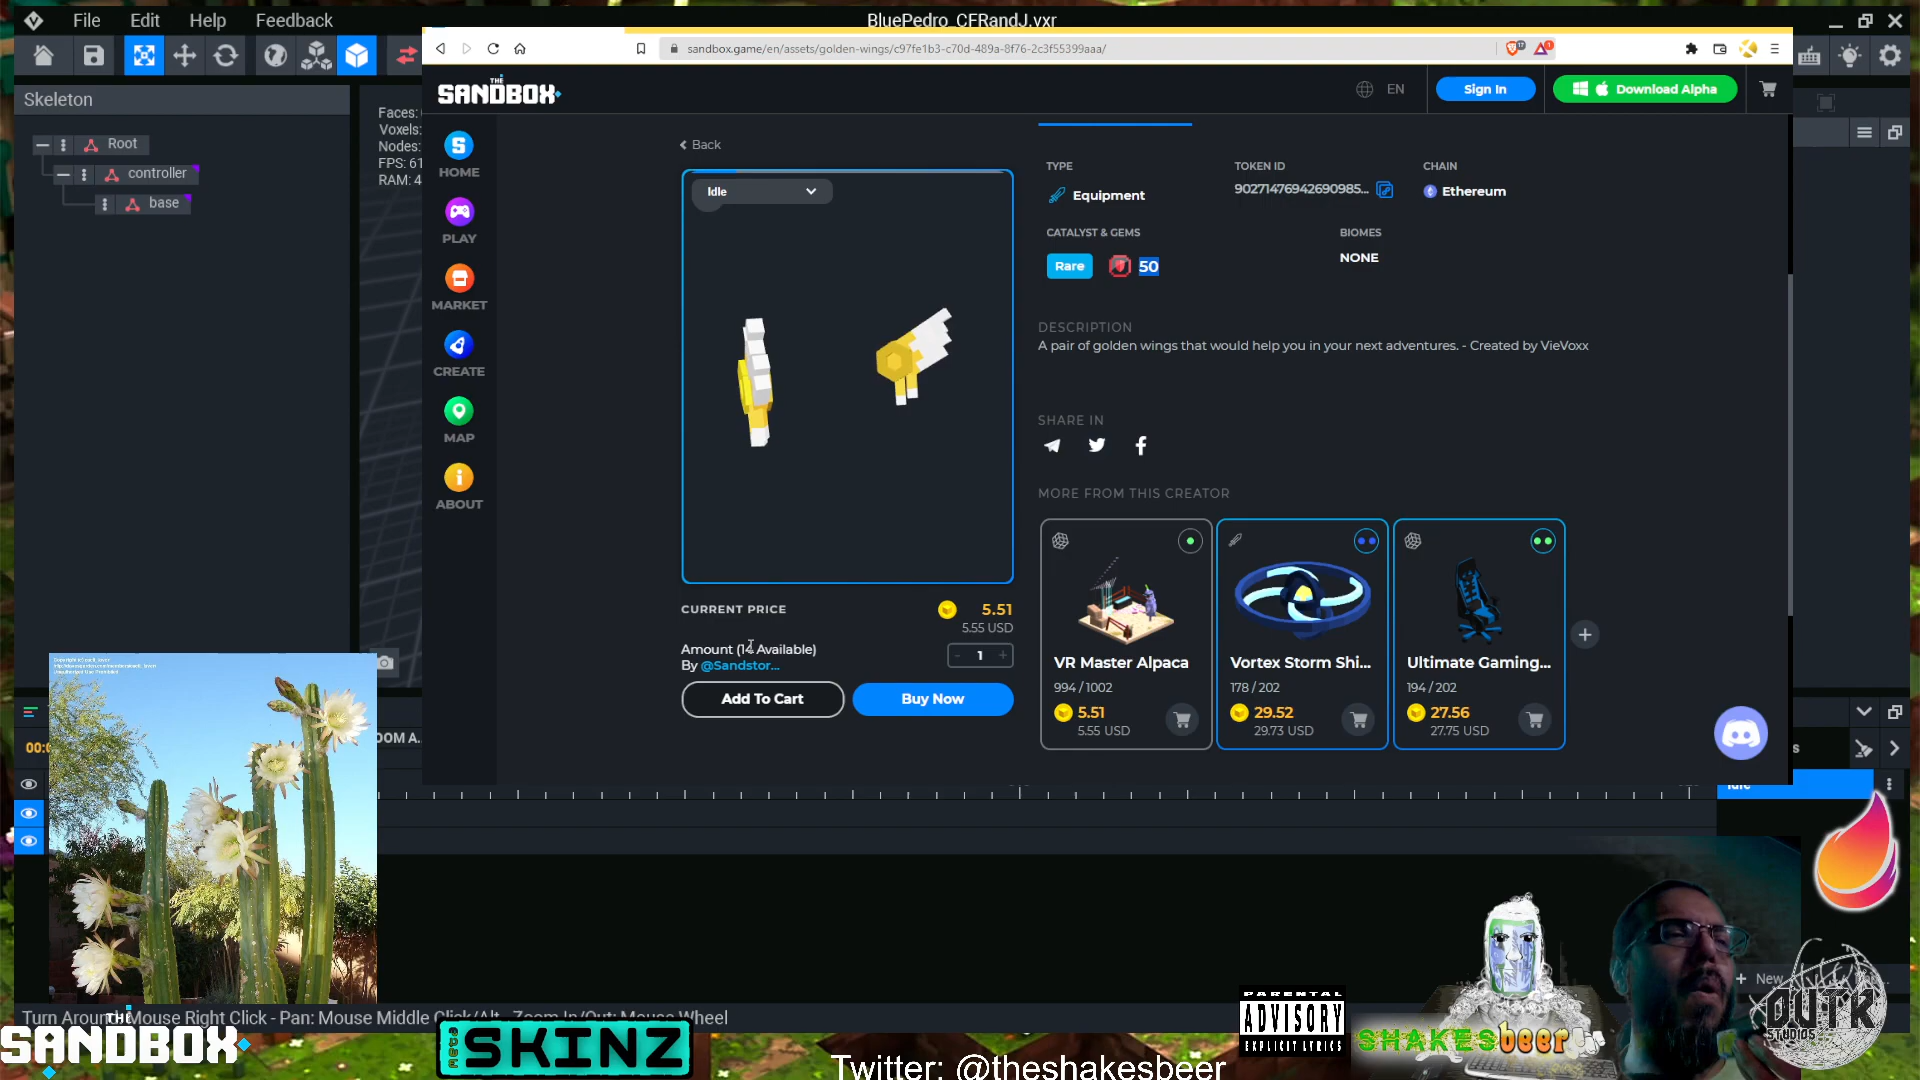 File Edit Help Feedback
BluePedro_CFRandJ.vxr
sandbox.game/en/assets/golden-wings/c97fe1b3-c70d-489a-8f76-2c3f55399aaa/
Skeleton
Root
controller
base
Faces:
Voxels:
Nodes:
FPS: 61
RAM: 4
THE
SANDBOX
EN
Sign In
Download Alpha
HOME
PLAY
MARKET
CREATE
MAP
ABOUT
Back
Idle
CURRENT PRICE
5.51
5.55 USD
Amount (14 Available)
By @Sandstor...
- 1 +
Add To Cart
Buy Now
TYPE
Equipment
TOKEN ID
90271476942690985...
CHAIN
Ethereum
CATALYST & GEMS
Rare
50
BIOMES
NONE
DESCRIPTION
A pair of golden wings that would help you in your next adventures. - Created by VieVoxx
SHARE IN
MORE FROM THIS CREATOR
VR Master Alpaca
994 / 1002
5.51
5.55 USD
Vortex Storm Shi...
178 / 202
29.52
29.73 USD
Ultimate Gaming...
194 / 202
27.56
27.75 USD
Idle
New
Turn Around: Mouse Right Click - Pan: Mouse Middle Click/Alt - Zoom In/Out: Mouse Wheel
THE
SANDBOX
SKINZ
PARENTAL
ADVISORY
EXPLICIT LYRICS
SHAKESbeer
OUTK
STUDIOS
Twitter: @theshakesbeer